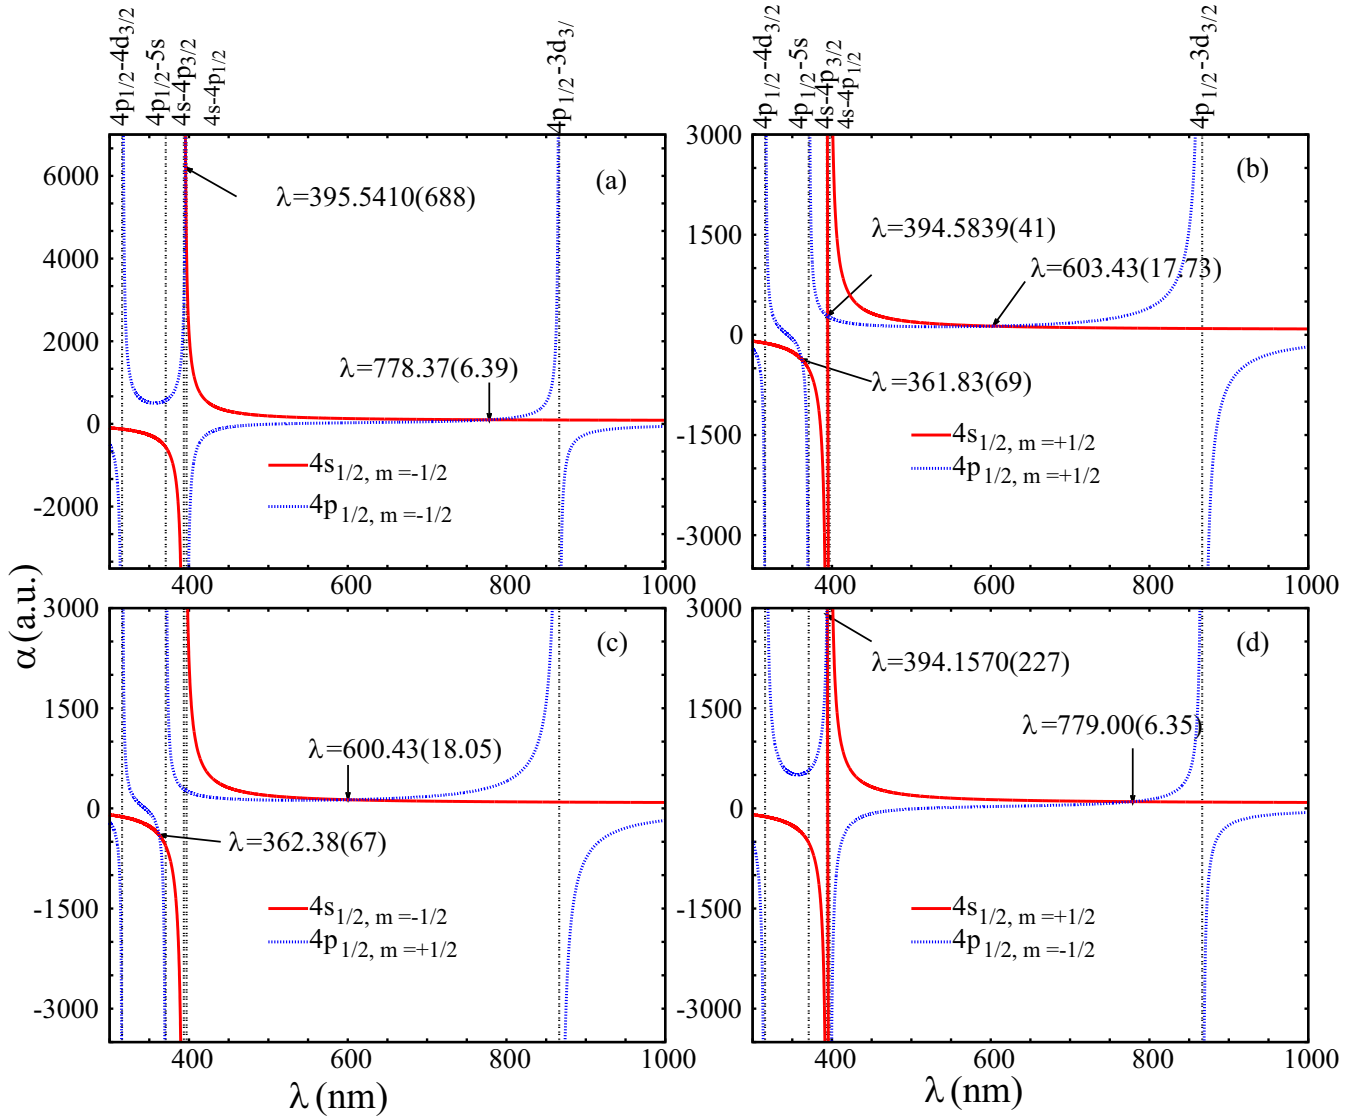 4p1/2-4d3/2
4p1/2-5s
4s-4p3/2
4s-4p1/2
4p1/2-3d3/
4p1/2-4d3/2
4p1/2-5s
4s-4p3/2
4s-4p1/2
4p1/2-3d3/2
(a)
λ=395.5410(688)
λ=778.37(6.39)
4s1/2, m =-1/2
4p1/2, m =-1/2
6000
4000
2000
0
-2000
400
600
800
1000
(b)
λ=394.5839(41)
λ=603.43(17.73)
λ=361.83(69)
4s1/2, m =+1/2
4p1/2, m =+1/2
3000
1500
0
-1500
-3000
400
600
800
1000
α (a.u.)
(c)
λ=600.43(18.05)
λ=362.38(67)
4s1/2, m =-1/2
4p1/2, m =+1/2
3000
1500
0
-1500
-3000
400
600
800
1000
λ (nm)
(d)
λ=394.1570(227)
λ=779.00(6.35)
4s1/2, m =+1/2
4p1/2, m =-1/2
3000
1500
0
-1500
-3000
400
600
800
1000
λ (nm)